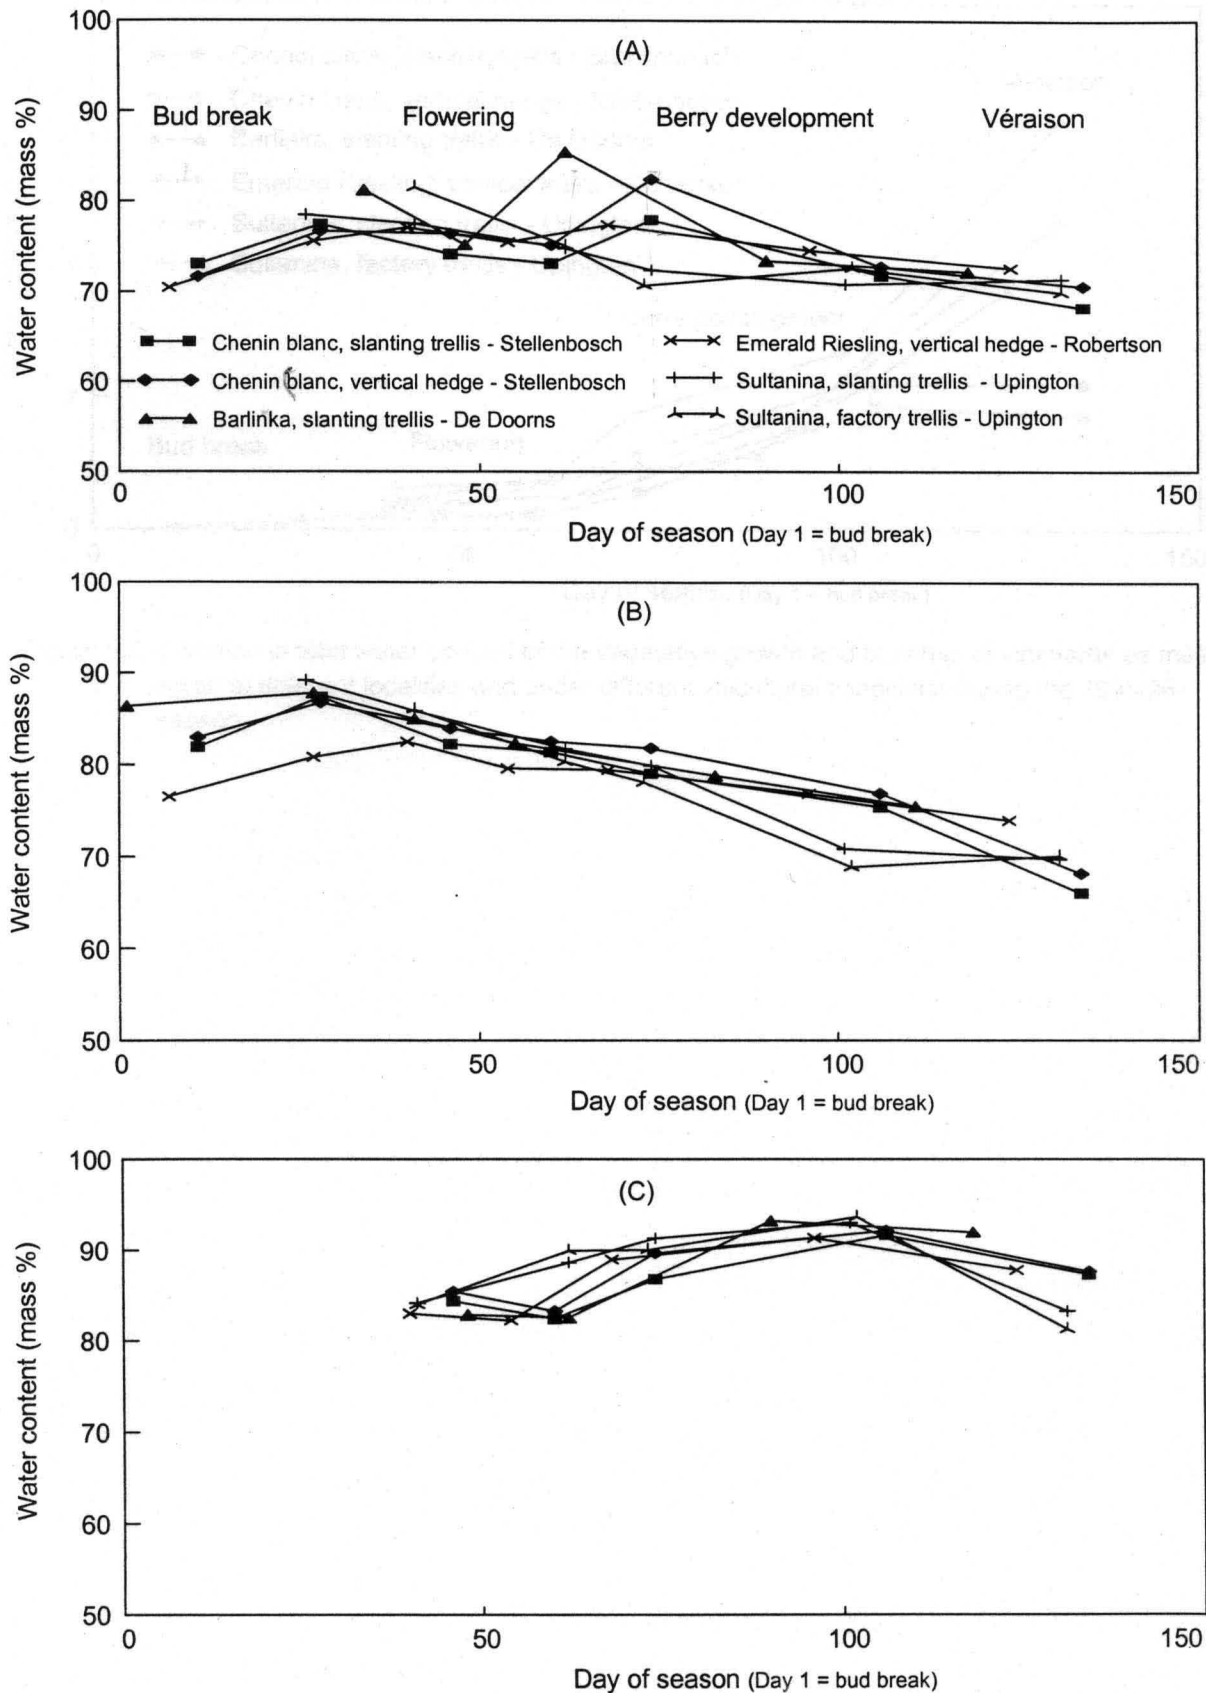 (A)
100
90
80
70
60
50
Water content (mass %)
Bud break Flowering Berry development Véraison
Chenin blanc, slanting trellis - Stellenbosch
Chenin blanc, vertical hedge - Stellenbosch
Barlinka, slanting trellis - De Doorns
Emerald Riesling, vertical hedge - Robertson
Sultanina, slanting trellis - Upington
Sultanina, factory trellis - Upington
0 50 100 150
Day of season (Day 1 = bud break)
(B)
100
90
80
70
60
50
Water content (mass %)
0 50 100 150
Day of season (Day 1 = bud break)
(C)
100
90
80
70
60
50
Water content (mass %)
0 50 100 150
Day of season (Day 1 = bud break)